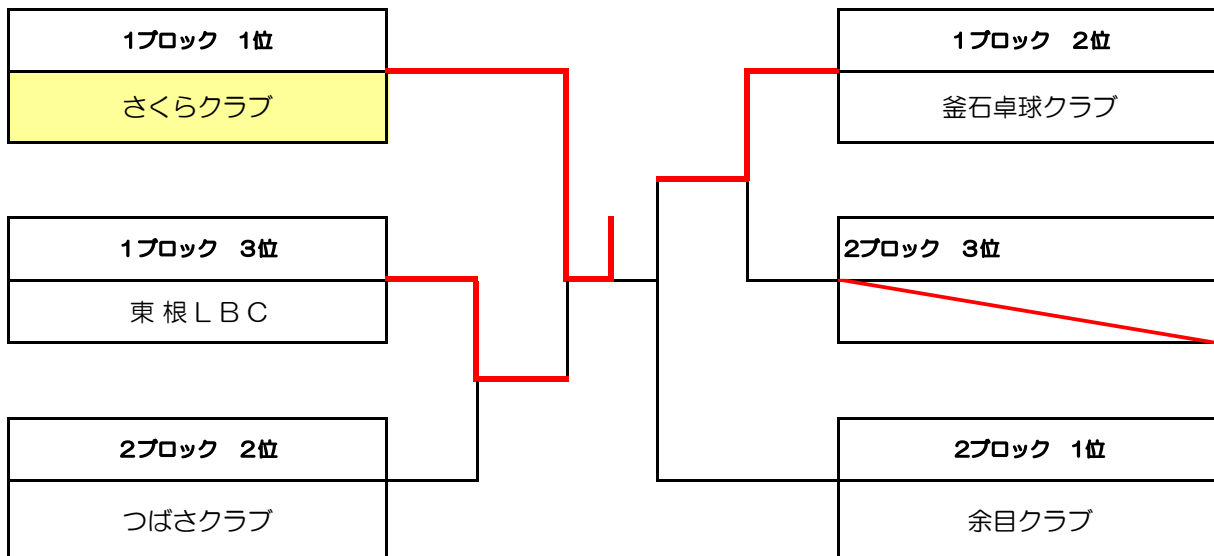 1ブロック　1位
さくらクラブ
1ブロック　3位
東 根 L B C
2ブロック　2位
つばさクラブ
1ブロック　2位
釜石卓球クラブ
2ブロック　3位
2ブロック　1位
余目クラブ